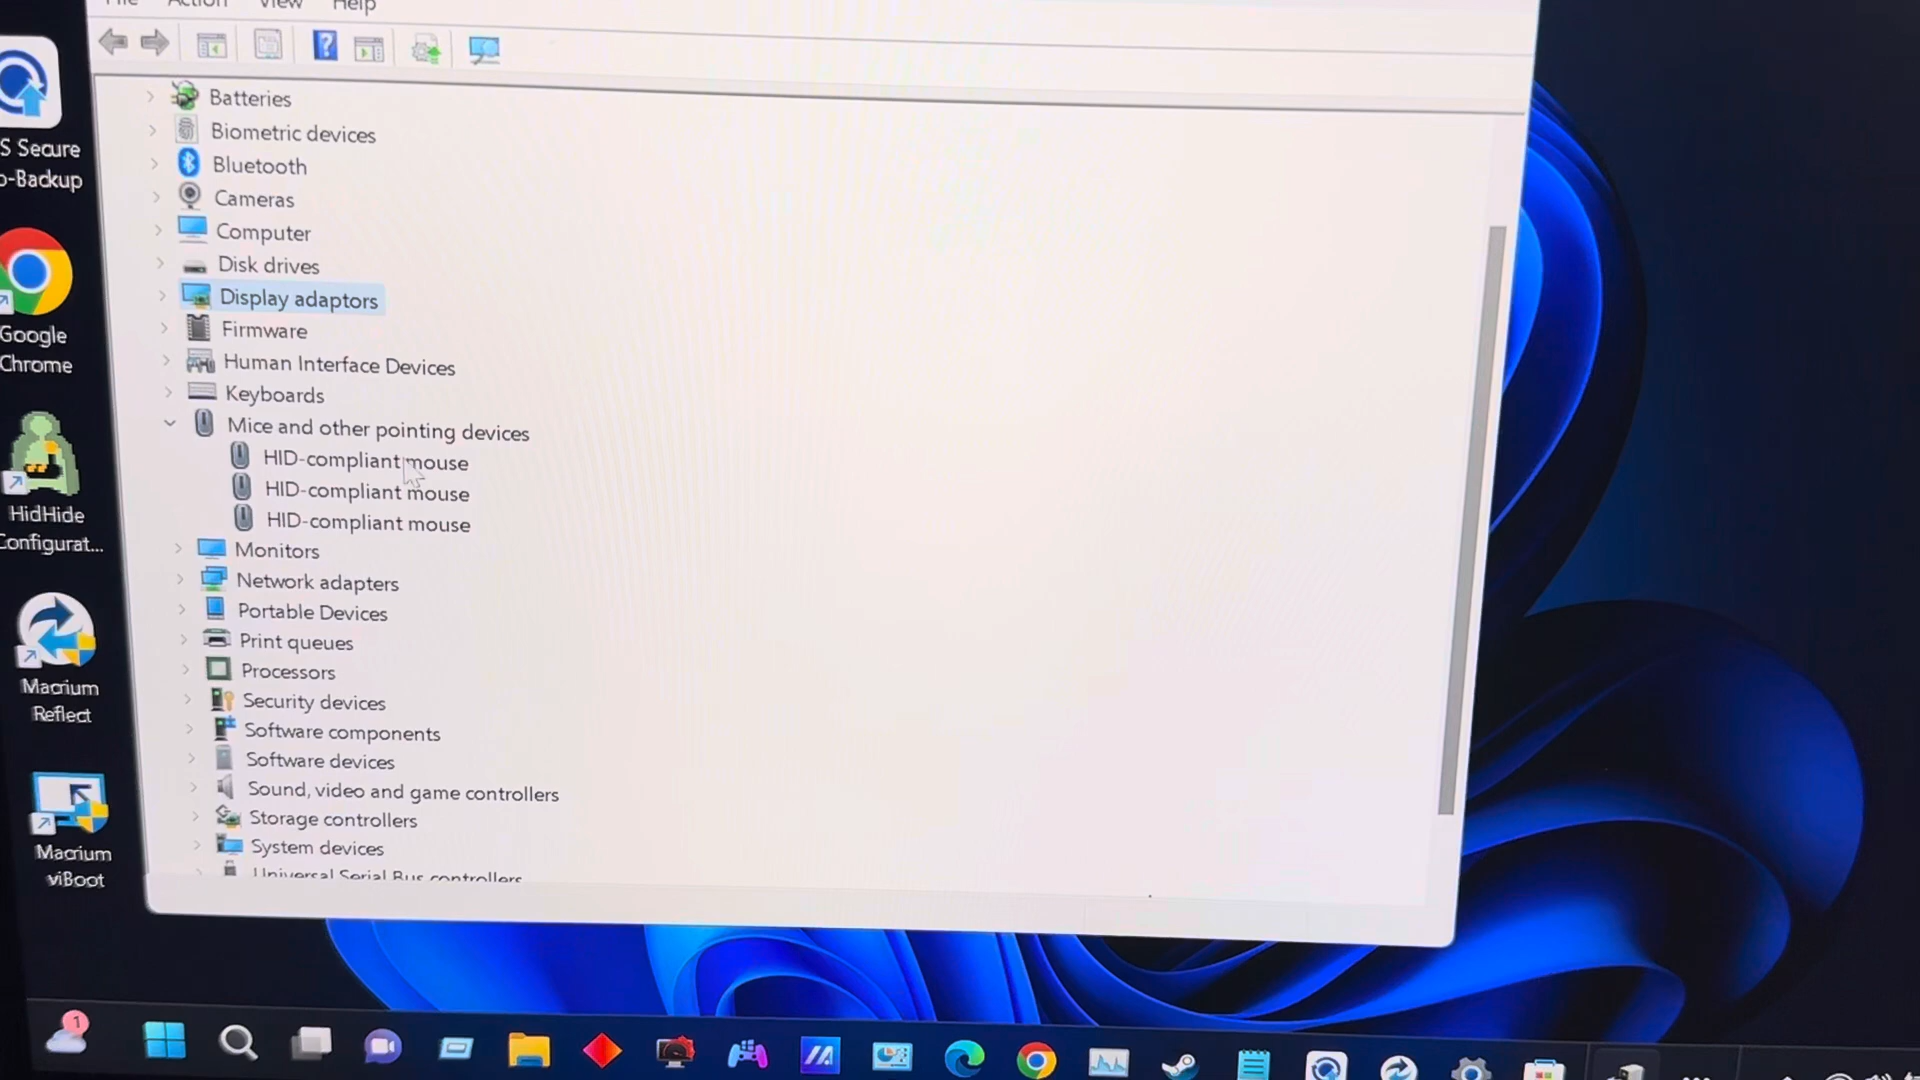 File Action View Help
Batteries
Biometric devices
Bluetooth
Cameras
Computer
Disk drives
Display adaptors
Firmware
Human Interface Devices
Keyboards
Mice and other pointing devices
HID-compliant mouse
HID-compliant mouse
HID-compliant mouse
Monitors
Network adapters
Portable Devices
Print queues
Processors
Security devices
Software components
Software devices
Sound, video and game controllers
Storage controllers
System devices
Universal Serial Bus controllers
S Secure
o-Backup
Google
Chrome
HidHide
Configurat...
Macrium
Reflect
Macrium
viBoot
1